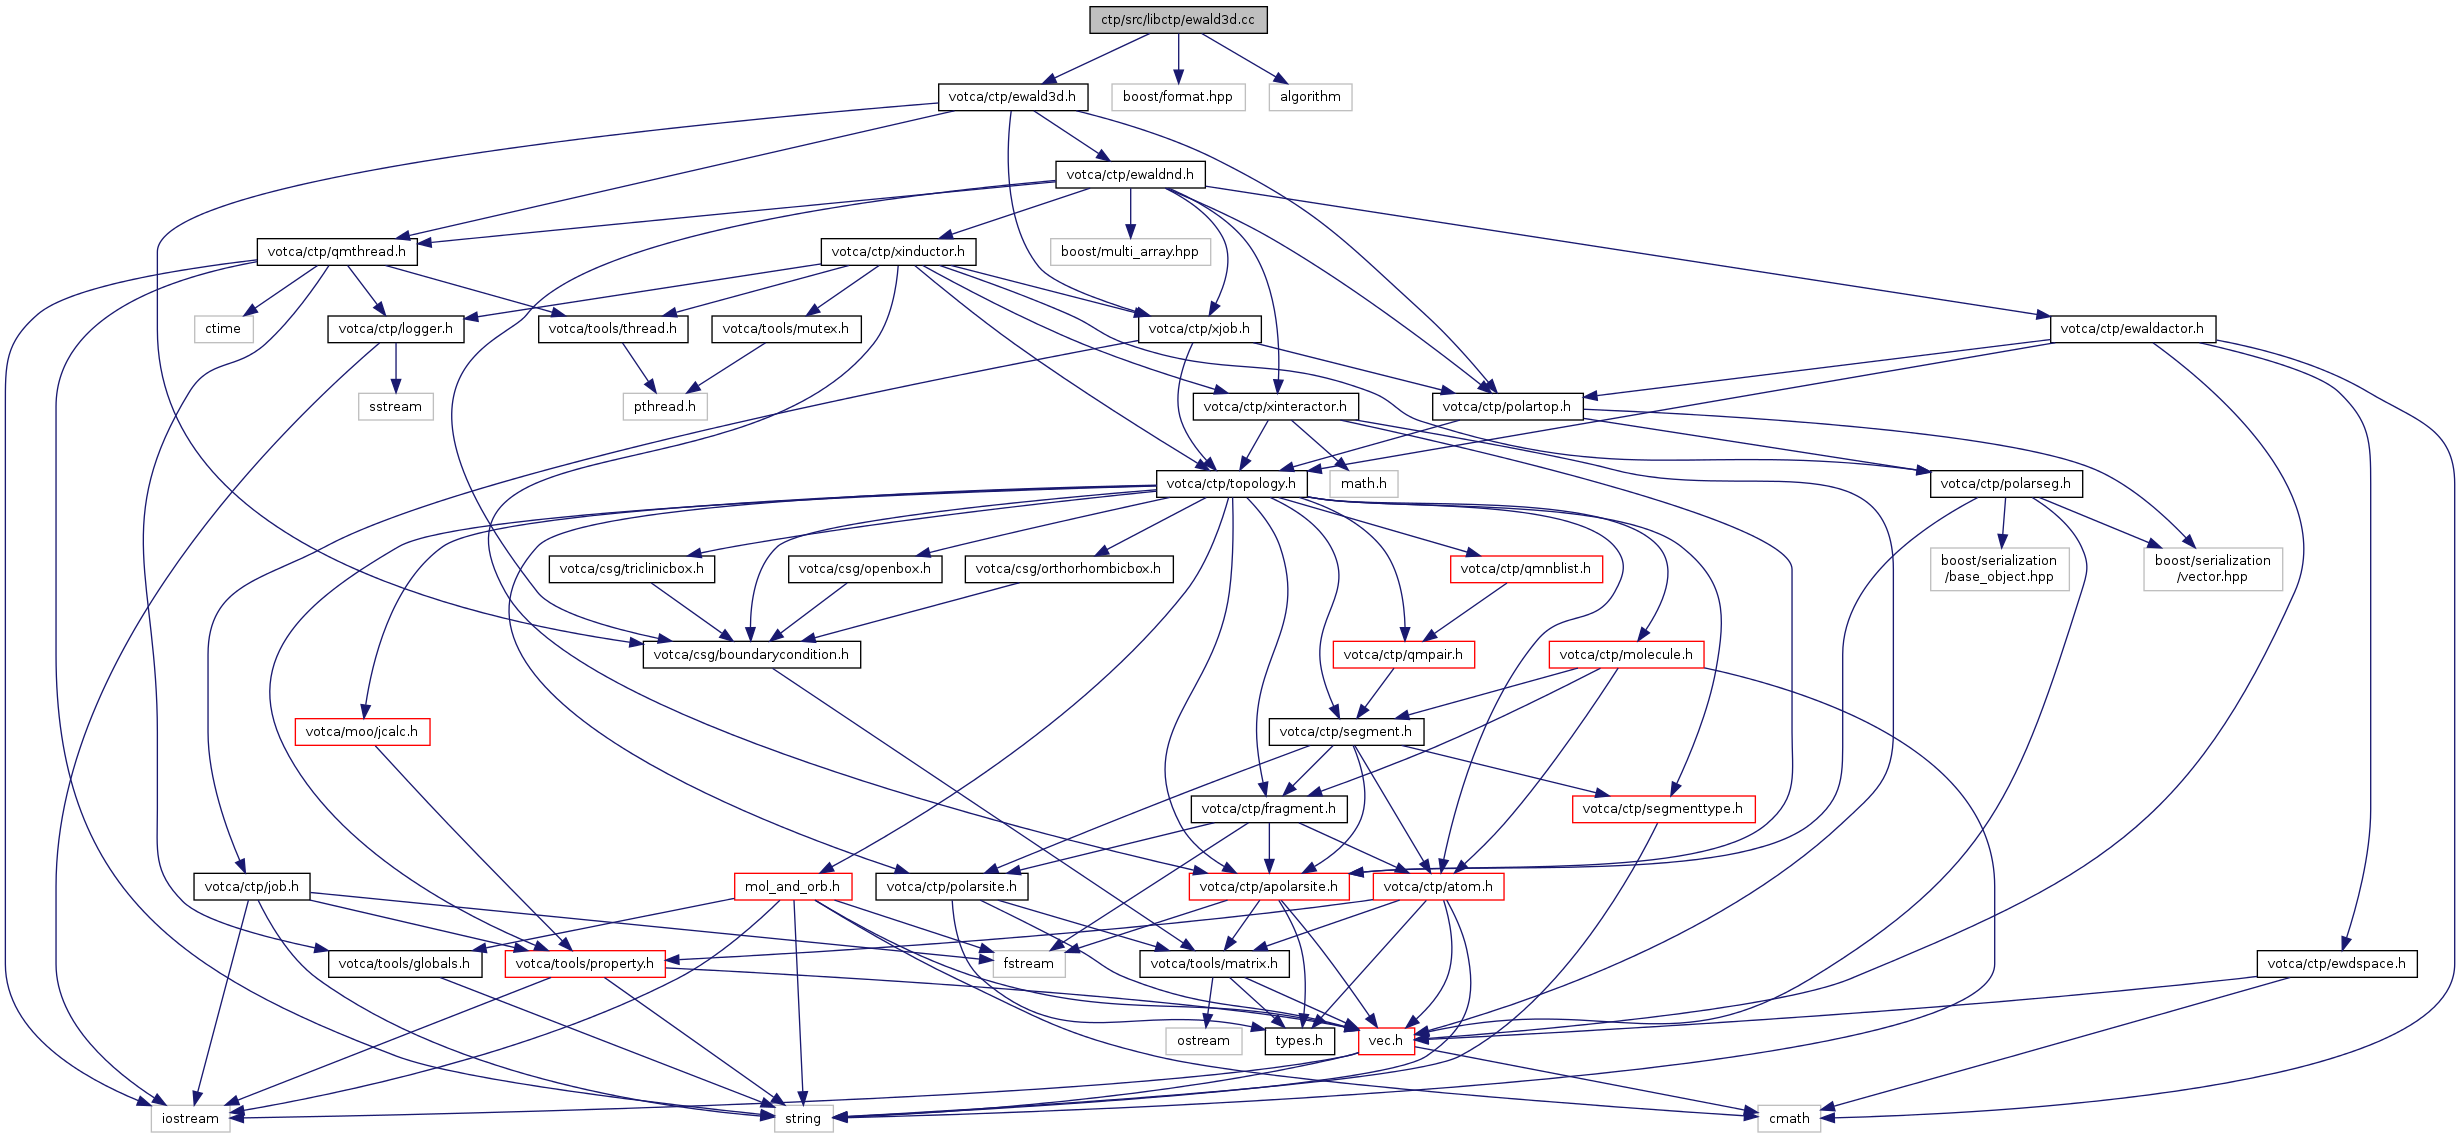 ctp/src/libctp/ewald3d.cc
votca/ctp/ewald3d.h
boost/format.hpp
algorithm
votca/ctp/ewaldnd.h
votca/ctp/qmthread.h
votca/ctp/xinductor.h
boost/multi_array.hpp
ctime
votca/ctp/logger.h
votca/tools/thread.h
votca/tools/mutex.h
votca/ctp/xjob.h
votca/ctp/ewaldactor.h
sstream
pthread.h
votca/ctp/xinteractor.h
votca/ctp/polartop.h
votca/ctp/topology.h
math.h
votca/ctp/polarseg.h
votca/csg/triclinicbox.h
votca/csg/openbox.h
votca/csg/orthorhombicbox.h
votca/ctp/qmnblist.h
boost/serialization
/base_object.hpp
boost/serialization
/vector.hpp
votca/csg/boundarycondition.h
votca/ctp/qmpair.h
votca/ctp/molecule.h
votca/moo/jcalc.h
votca/ctp/segment.h
votca/ctp/fragment.h
votca/ctp/segmenttype.h
votca/ctp/job.h
mol_and_orb.h
votca/ctp/polarsite.h
votca/ctp/apolarsite.h
votca/ctp/atom.h
votca/tools/globals.h
votca/tools/property.h
fstream
votca/tools/matrix.h
votca/ctp/ewdspace.h
ostream
types.h
vec.h
iostream
string
cmath